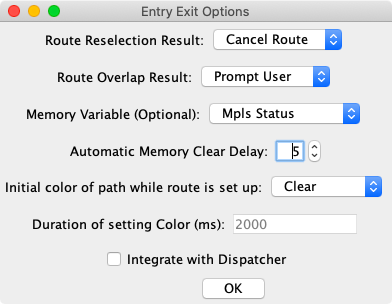 Entry Exit Options
Route Reselection Result: Cancel Route
Route Overlap Result: Prompt User
Memory Variable (Optional): Mpls Status
Automatic Memory Clear Delay: 5
Initial color of path while route is set up: Clear
Duration of setting Color (ms): 2000
Integrate with Dispatcher
OK